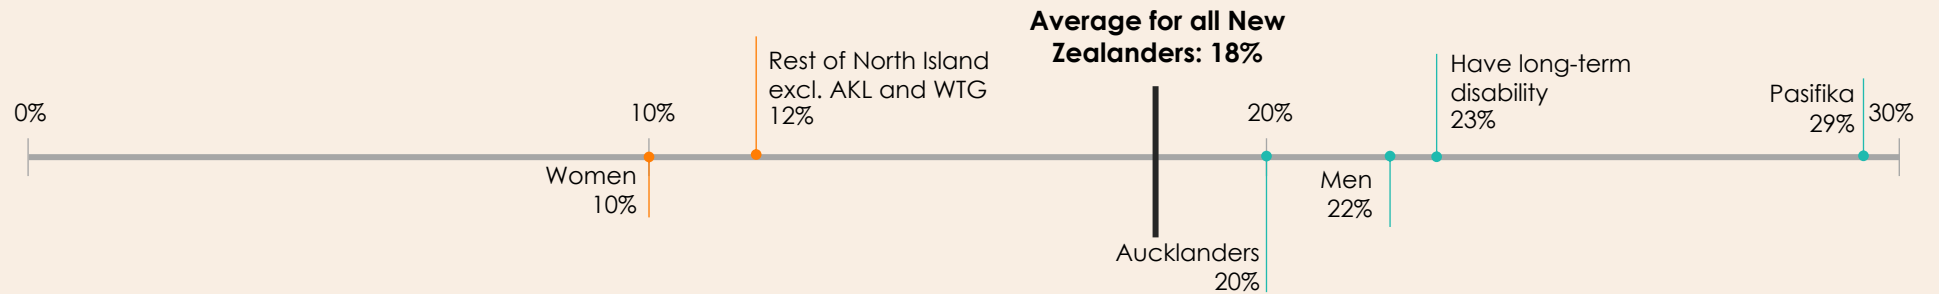 Average for all New
Zealanders: 18%
0%
10%
Rest of North Island
excl. AKL and WTG
12%
20%
Have long-term
disability
23%
Pasifika
29%
30%
Women
10%
Men
22%
Aucklanders
20%